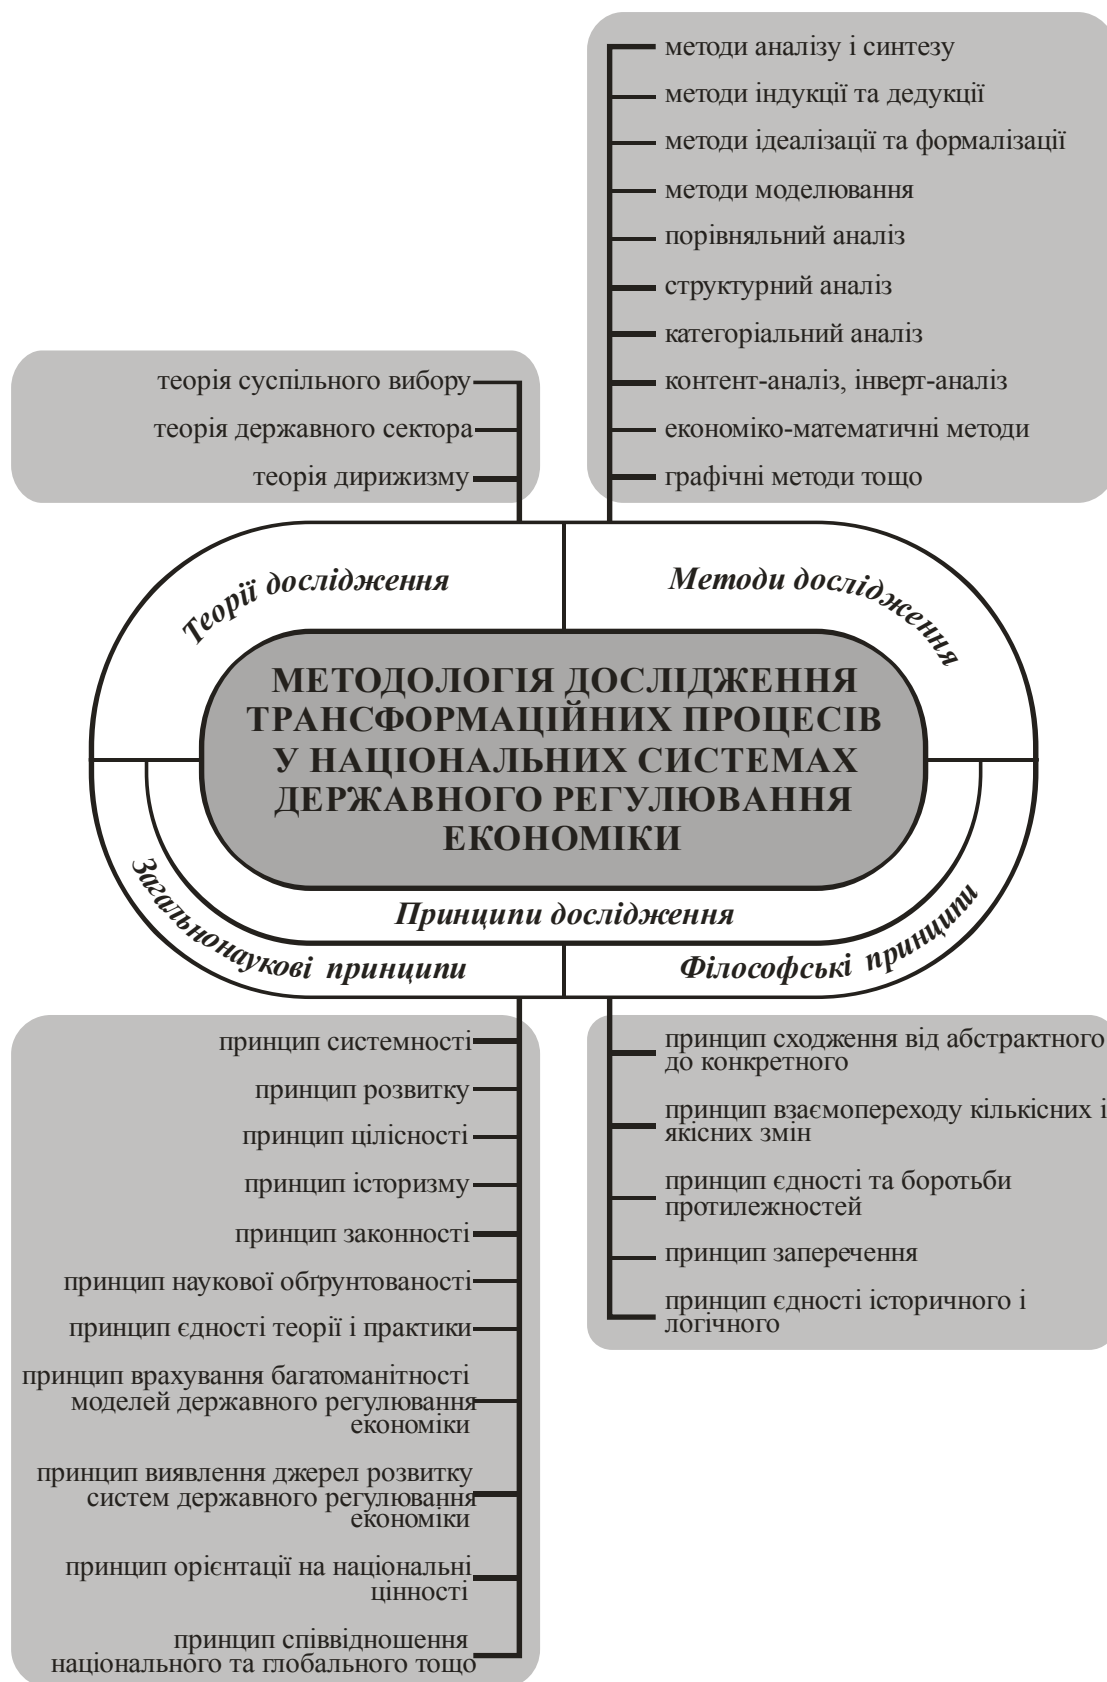 методи аналізу і синтезу
методи індукції та дедукції
методи ідеалізації та формалізації
методи моделювання
порівняльний аналіз
структурний аналіз
категоріальний аналіз
контент-аналіз, інверт-аналіз
економіко-математичні методи
графічні методи тощо
теорія суспільного вибору
теорія державного сектора
теорія дирижизму
Теорії дослідження
Методи дослідження
МЕТОДОЛОГІЯ ДОСЛІДЖЕННЯ
ТРАНСФОРМАЦІЙНИХ ПРОЦЕСІВ
У НАЦІОНАЛЬНИХ СИСТЕМАХ
ДЕРЖАВНОГО РЕГУЛЮВАННЯ
ЕКОНОМІКИ
Принципи дослідження
Загальнонаукові принципи
Філософські принципи
принцип системності
принцип розвитку
принцип цілісності
принцип історизму
принцип законності
принцип наукової обґрунтованості
принцип єдності теорії і практики
принцип врахування багатоманітності
моделей державного регулювання
економіки
принцип виявлення джерел розвитку
систем державного регулювання
економіки
принцип орієнтації на національні
цінності
принцип співвідношення
національного та глобального тощо
принцип сходження від абстрактного
до конкретного
принцип взаємопереходу кількісних і
якісних змін
принцип єдності та боротьби
протилежностей
принцип заперечення
принцип єдності історичного і
логічного